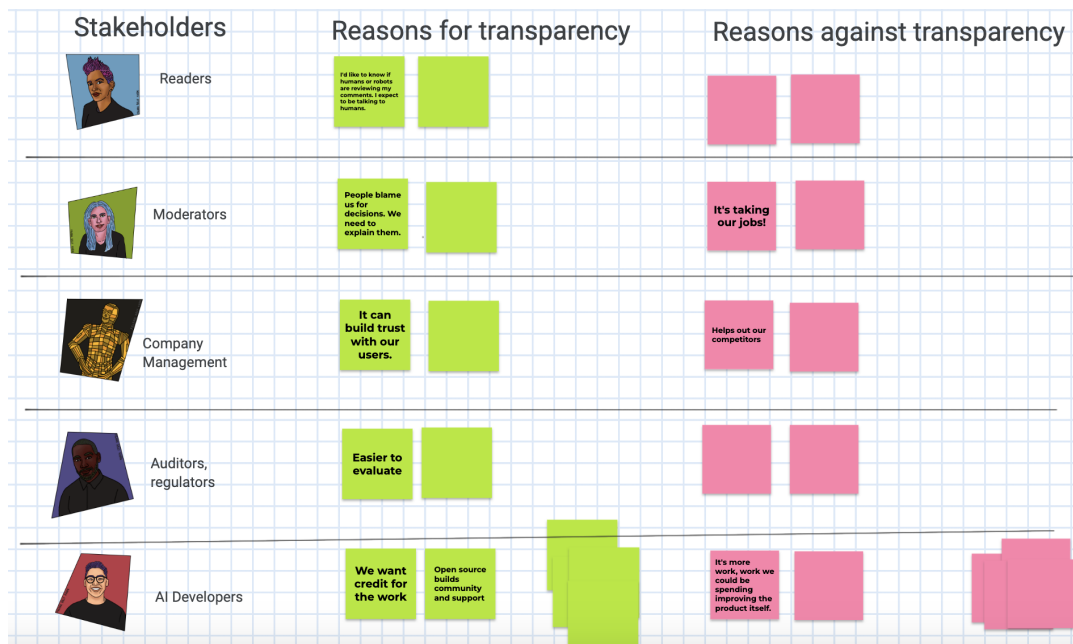 Stakeholders
Reasons for transparency
Reasons against transparency
Readers
I'd like to know if
humans or robots
are reviewing my
comments. I expect
to be talking to
humans.
Moderators
People blame
us for
decisions. We
need to
explain them.
It's taking
our jobs!
Company
Management
It can
build trust
with our
users.
Helps out our
competitors
Auditors,
regulators
Easier to
evaluate
AI Developers
We want
credit for
the work
Open source
builds
community
and support
It's more
work, work we
could be
spending
improving the
product itself.